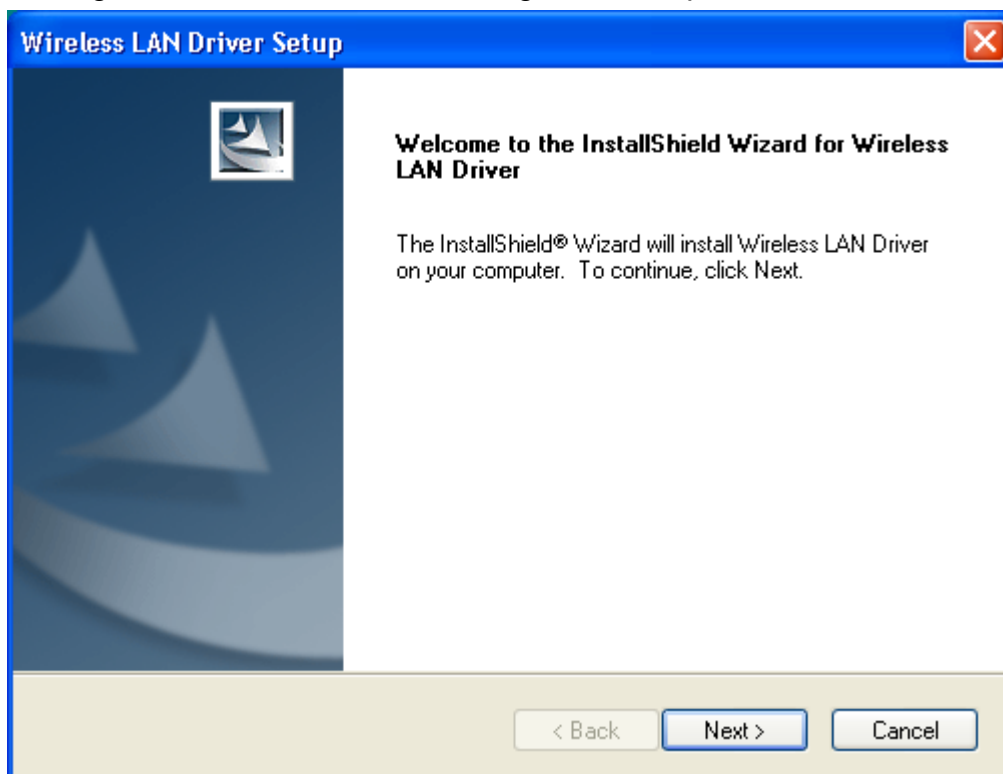 Wireless LAN Driver Setup
Welcome to the InstallShield Wizard for Wireless
LAN Driver
The InstallShield® Wizard will install Wireless LAN Driver
on your computer.  To continue, click Next.
< Back
Next >
Cancel